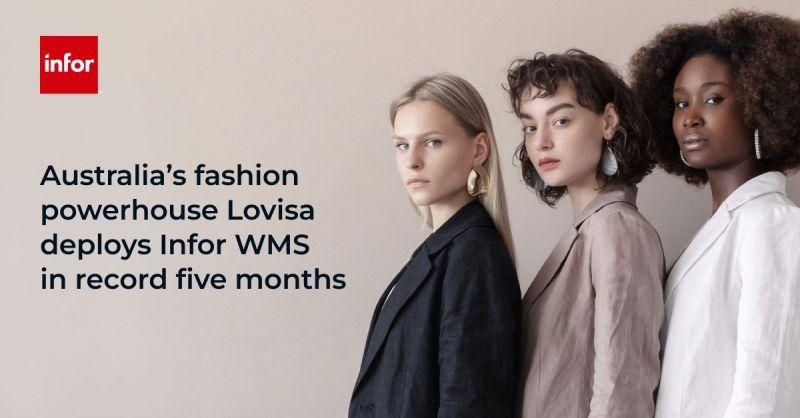 infor
Australia’s fashion
powerhouse Lovisa
deploys Infor WMS
in record five months